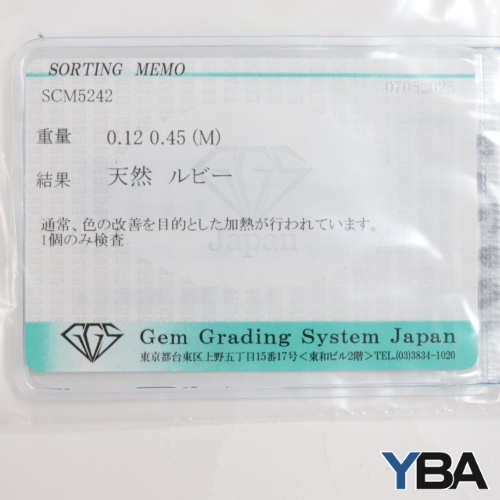 SORTING MEMO
SCM5242 07052025
重量 0.12 0.45 (M)
結果 天然 ルビー
通常、色の改善を目的とした加熱が行われています。
1個のみ検査
Japan
GGS Gem Grading System Japan
東京都台東区上野五丁目15番17号<東和ビル2階>TEL.(03)3834-1020
YBA